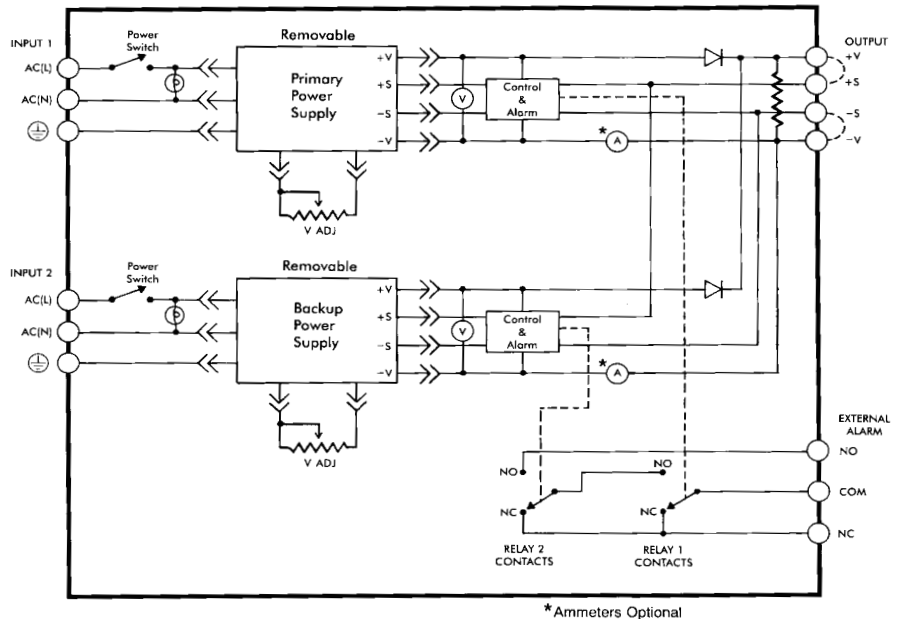 INPUT 1
Power
Switch
Removable
OUTPUT
AC(L)
AC(N)
Primary
Power
Supply
+V
+S
−S
−V
V
Control
&
Alarm
* A
+V
+S
−S
−V
V ADJ
INPUT 2
Power
Switch
Removable
AC(L)
AC(N)
Backup
Power
Supply
+V
+S
−S
−V
V
Control
&
Alarm
* A
V ADJ
EXTERNAL
ALARM
NO
NO
NO
COM
NC
NC
NC
RELAY 2
CONTACTS
RELAY 1
CONTACTS
*Ammeters Optional